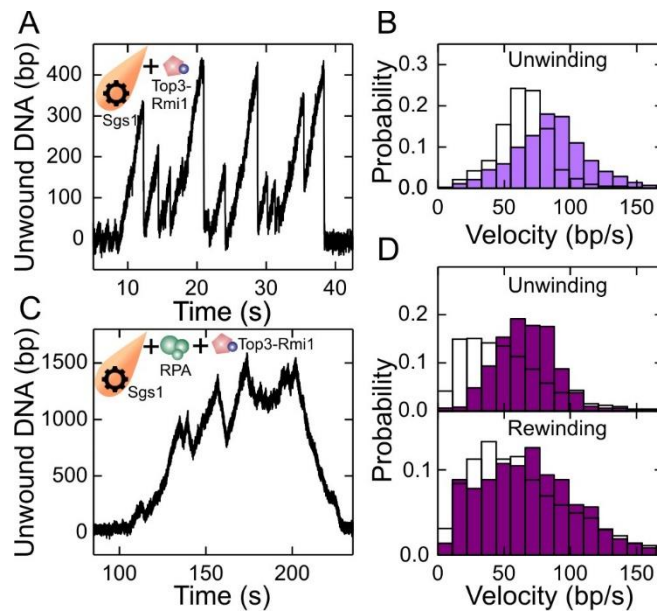 A
B
400
300
200
100
0
Unwound DNA (bp)
Sgs1
+
Top3-
Rmi1
10
20
30
40
Time (s)
Unwinding
0.3
0.2
0.1
0.0
Probability
0
50
100
150
Velocity (bp/s)
C
D
1500
1000
500
0
Unwound DNA (bp)
Sgs1
+
RPA
+
Top3-Rmi1
100
150
200
Time (s)
Unwinding
0.2
0.1
0.0
Rewinding
0.1
0.0
Probability
0
50
100
150
Velocity (bp/s)